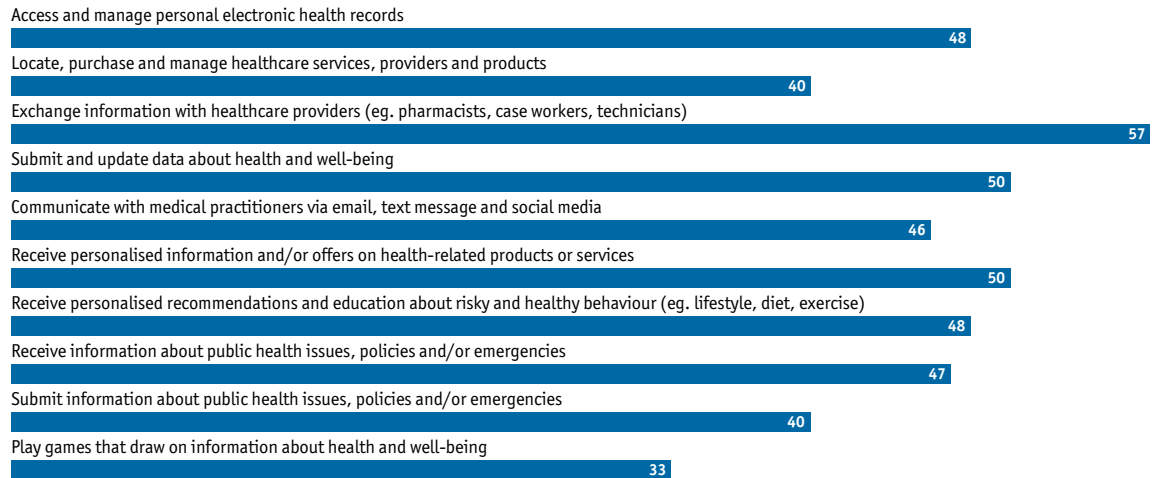 Access and manage personal electronic health records
48
Locate, purchase and manage healthcare services, providers and products
40
Exchange information with healthcare providers (eg. pharmacists, case workers, technicians)
57
Submit and update data about health and well-being
50
Communicate with medical practitioners via email, text message and social media
46
Receive personalised information and/or offers on health-related products or services
50
Receive personalised recommendations and education about risky and healthy behaviour (eg. lifestyle, diet, exercise)
48
Receive information about public health issues, policies and/or emergencies
47
Submit information about public health issues, policies and/or emergencies
40
Play games that draw on information about health and well-being
33